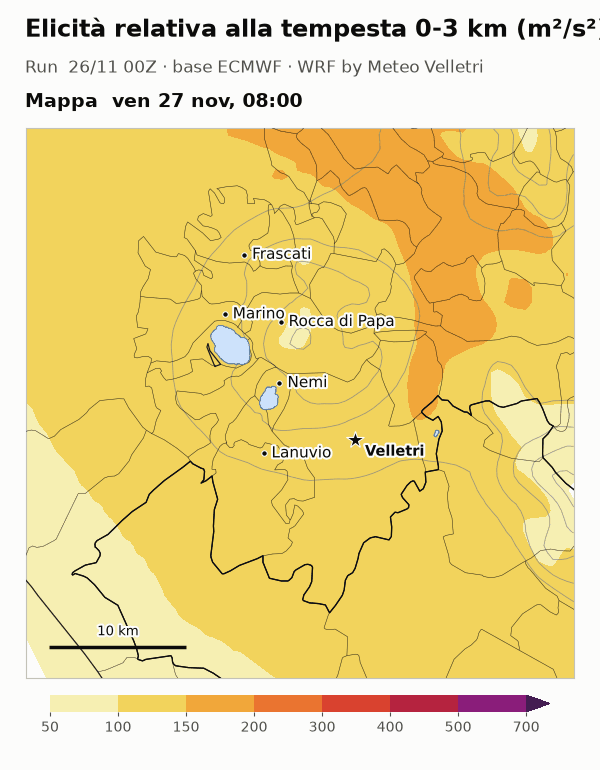 Elicità relativa alla tempesta 0-3 km (m²/s²)
Run  26/11 00Z · base ECMWF · WRF by Meteo Velletri
Mappa  ven 27 nov, 08:00
Frascati
Marino
Rocca di Papa
Nemi
Velletri
Lanuvio
10 km
50 100 150 200 300 400 500 700